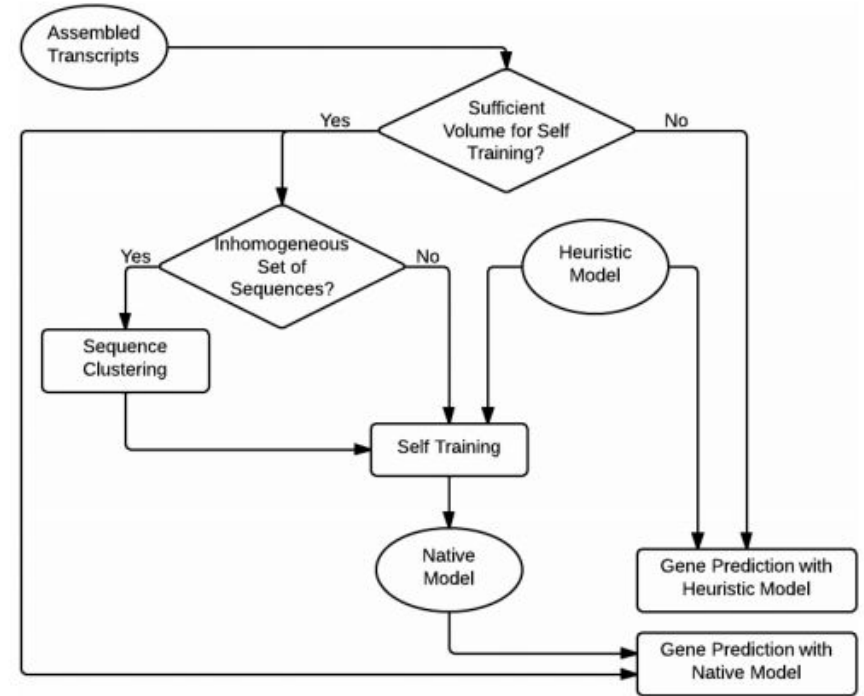 Assembled
Transcripts
Sufficient
Volume for Self
Training?
Yes
No
Inhomogeneous
Set of
Sequences?
Yes
No
Heuristic
Model
Sequence
Clustering
Self Training
Native
Model
Gene Prediction with
Heuristic Model
Gene Prediction with
Native Model